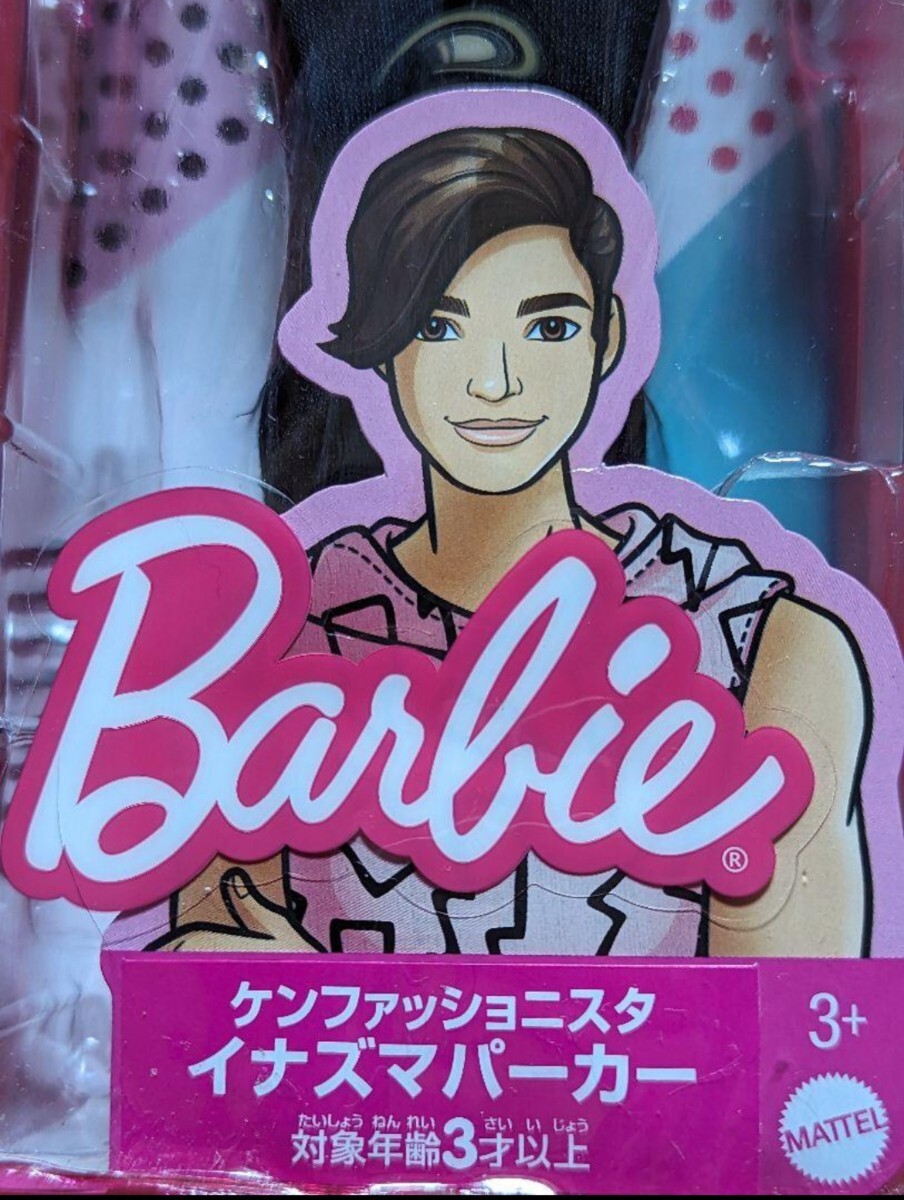 Barbie®
ケンファッショニスタ
イナズマパーカー
たいしょう ねん れい さい い じょう
対象年齢3才以上
3+
MATTEL